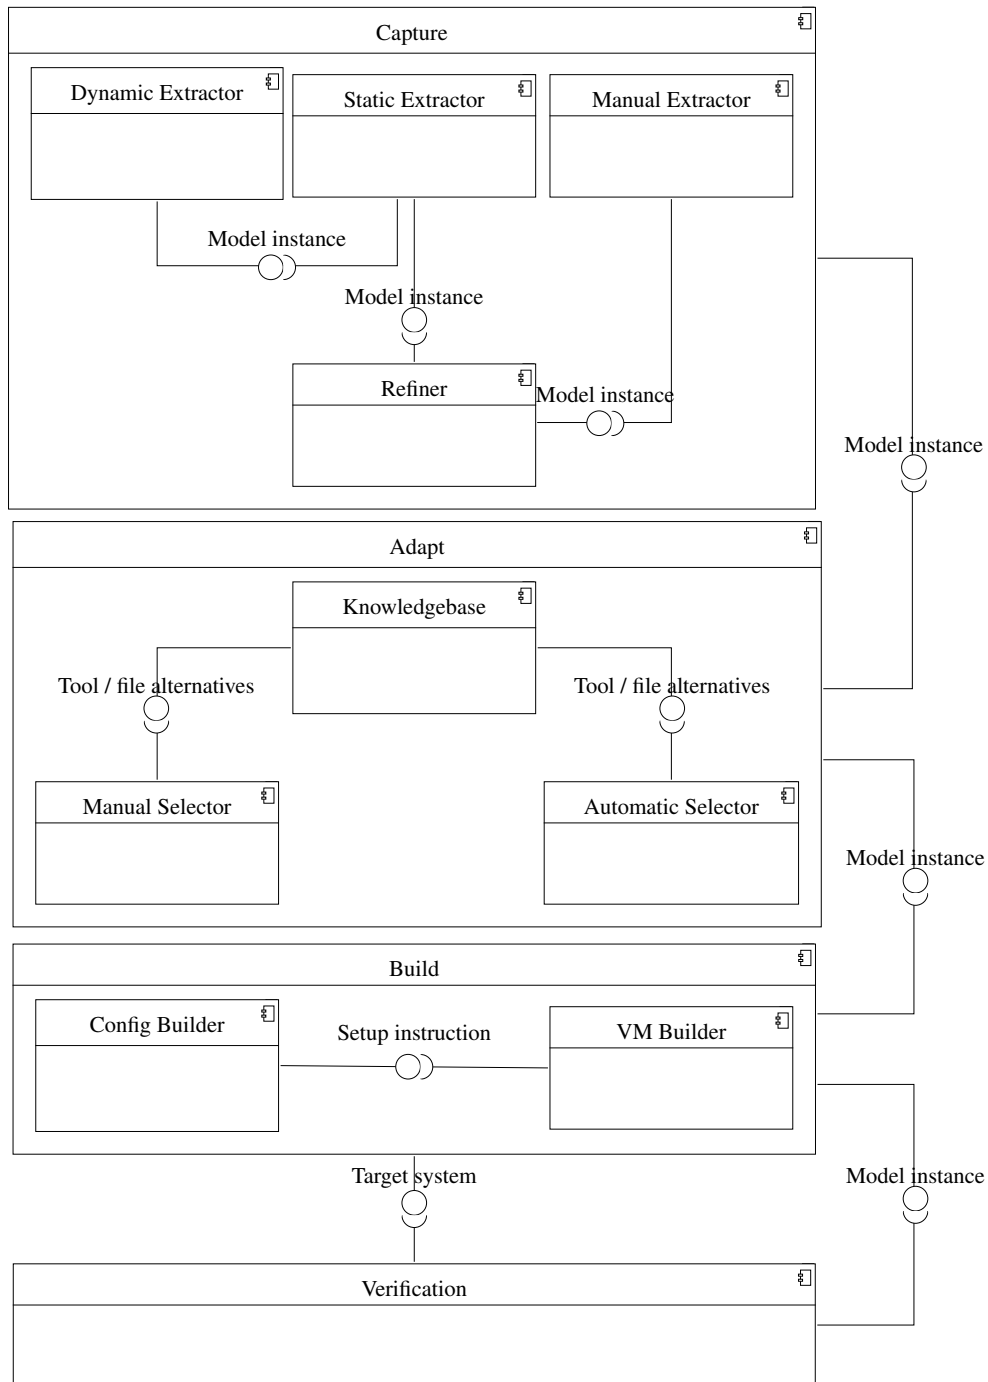 Capture
Dynamic Extractor
Static Extractor
Manual Extractor
Model instance
Model instance
Refiner
Model instance
Model instance
Adapt
Knowledgebase
Tool / file alternatives
Tool / file alternatives
Manual Selector
Automatic Selector
Model instance
Build
Config Builder
Setup instruction
VM Builder
Target system
Model instance
Verification